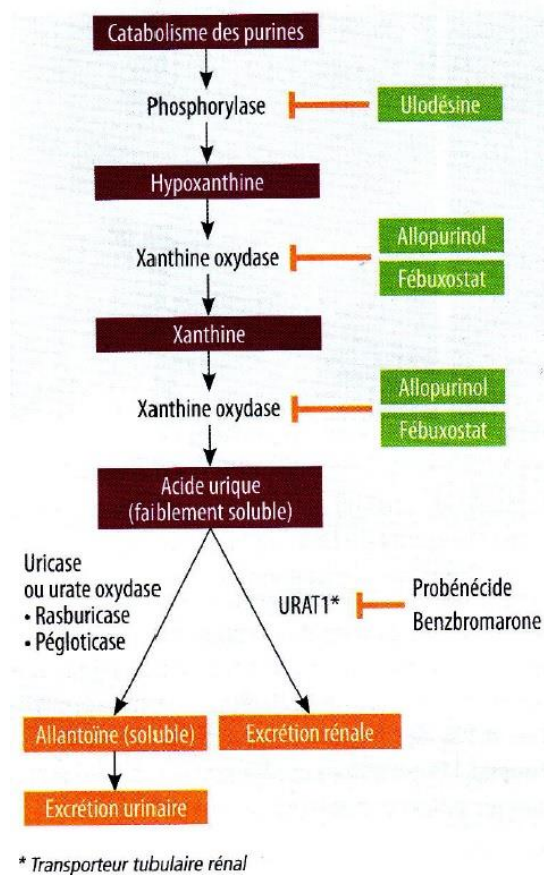 Catabolisme des purines
Phosphorylase
Ulodésine
Hypoxanthine
Xanthine oxydase
Allopurinol
Fébuxostat
Xanthine
Xanthine oxydase
Allopurinol
Fébuxostat
Acide urique
(faiblement soluble)
Uricase
ou urate oxydase
• Rasburicase
• Pégloticase
URAT1*
Probénécide
Benzbromarone
Allantoïne (soluble)
Excrétion rénale
Excrétion urinaire
* Transporteur tubulaire rénal